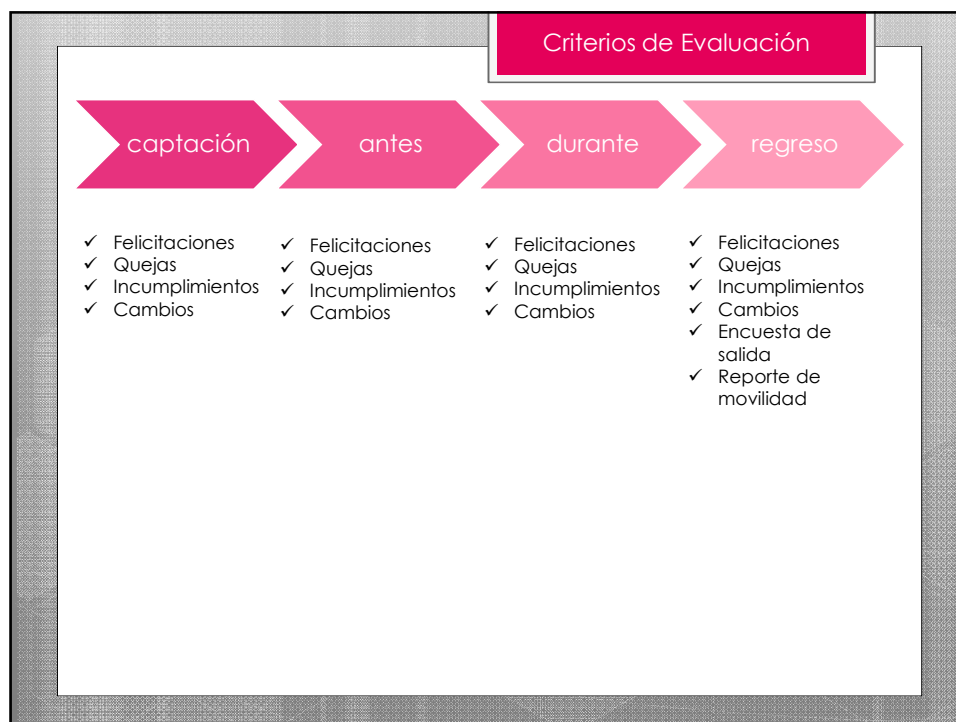 Criterios de Evaluación
captación
antes
durante
regreso
✓ Felicitaciones
✓ Quejas
✓ Incumplimientos
✓ Cambios
✓ Felicitaciones
✓ Quejas
✓ Incumplimientos
✓ Cambios
✓ Felicitaciones
✓ Quejas
✓ Incumplimientos
✓ Cambios
✓ Felicitaciones
✓ Quejas
✓ Incumplimientos
✓ Cambios
✓ Encuesta de
salida
✓ Reporte de
movilidad